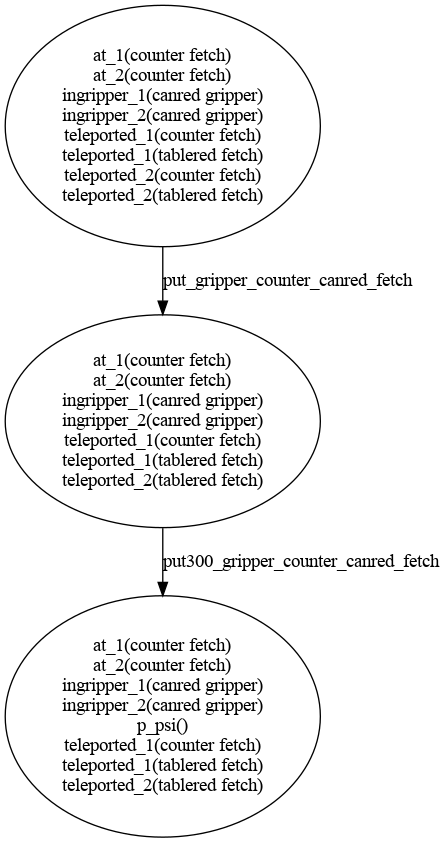 at_1(counter fetch)
at_2(counter fetch)
ingripper_1(canred gripper)
ingripper_2(canred gripper)
teleported_1(counter fetch)
teleported_1(tablered fetch)
teleported_2(counter fetch)
teleported_2(tablered fetch)
put_gripper_counter_canred_fetch
at_1(counter fetch)
at_2(counter fetch)
ingripper_1(canred gripper)
ingripper_2(canred gripper)
teleported_1(counter fetch)
teleported_1(tablered fetch)
teleported_2(tablered fetch)
put300_gripper_counter_canred_fetch
at_1(counter fetch)
at_2(counter fetch)
ingripper_1(canred gripper)
ingripper_2(canred gripper)
p_psi()
teleported_1(counter fetch)
teleported_1(tablered fetch)
teleported_2(tablered fetch)